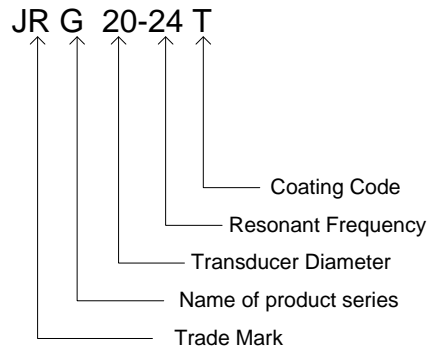 JR G 20-24 T
Coating Code
Resonant Frequency
Transducer Diameter
Name of product series
Trade Mark